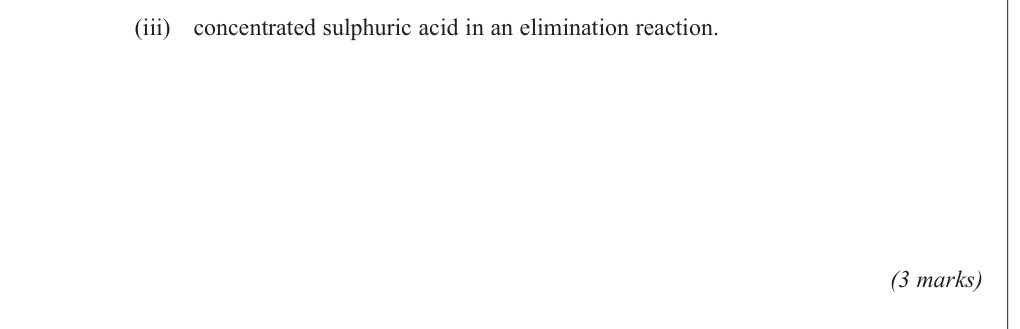 (iii) concentrated sulphuric acid in an elimination reaction.
(3 marks)